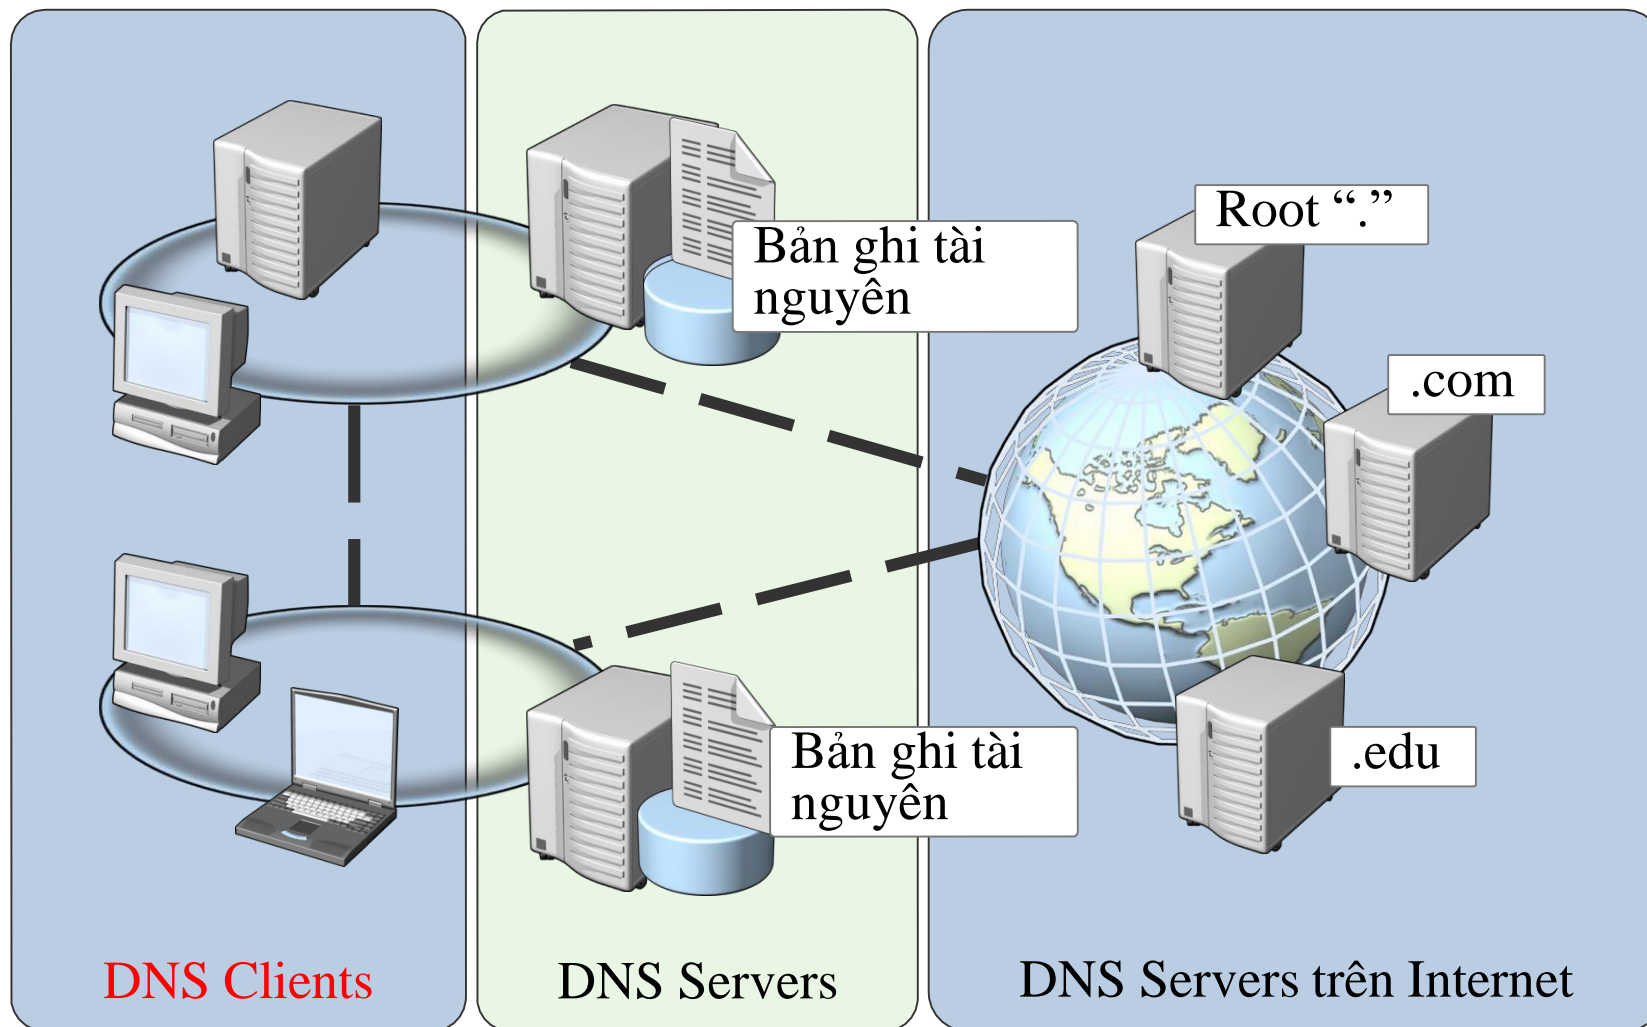 Root “.”
Bản ghi tài
nguyên
.com
Bản ghi tài
nguyên
.edu
DNS Clients
DNS Servers
DNS Servers trên Internet